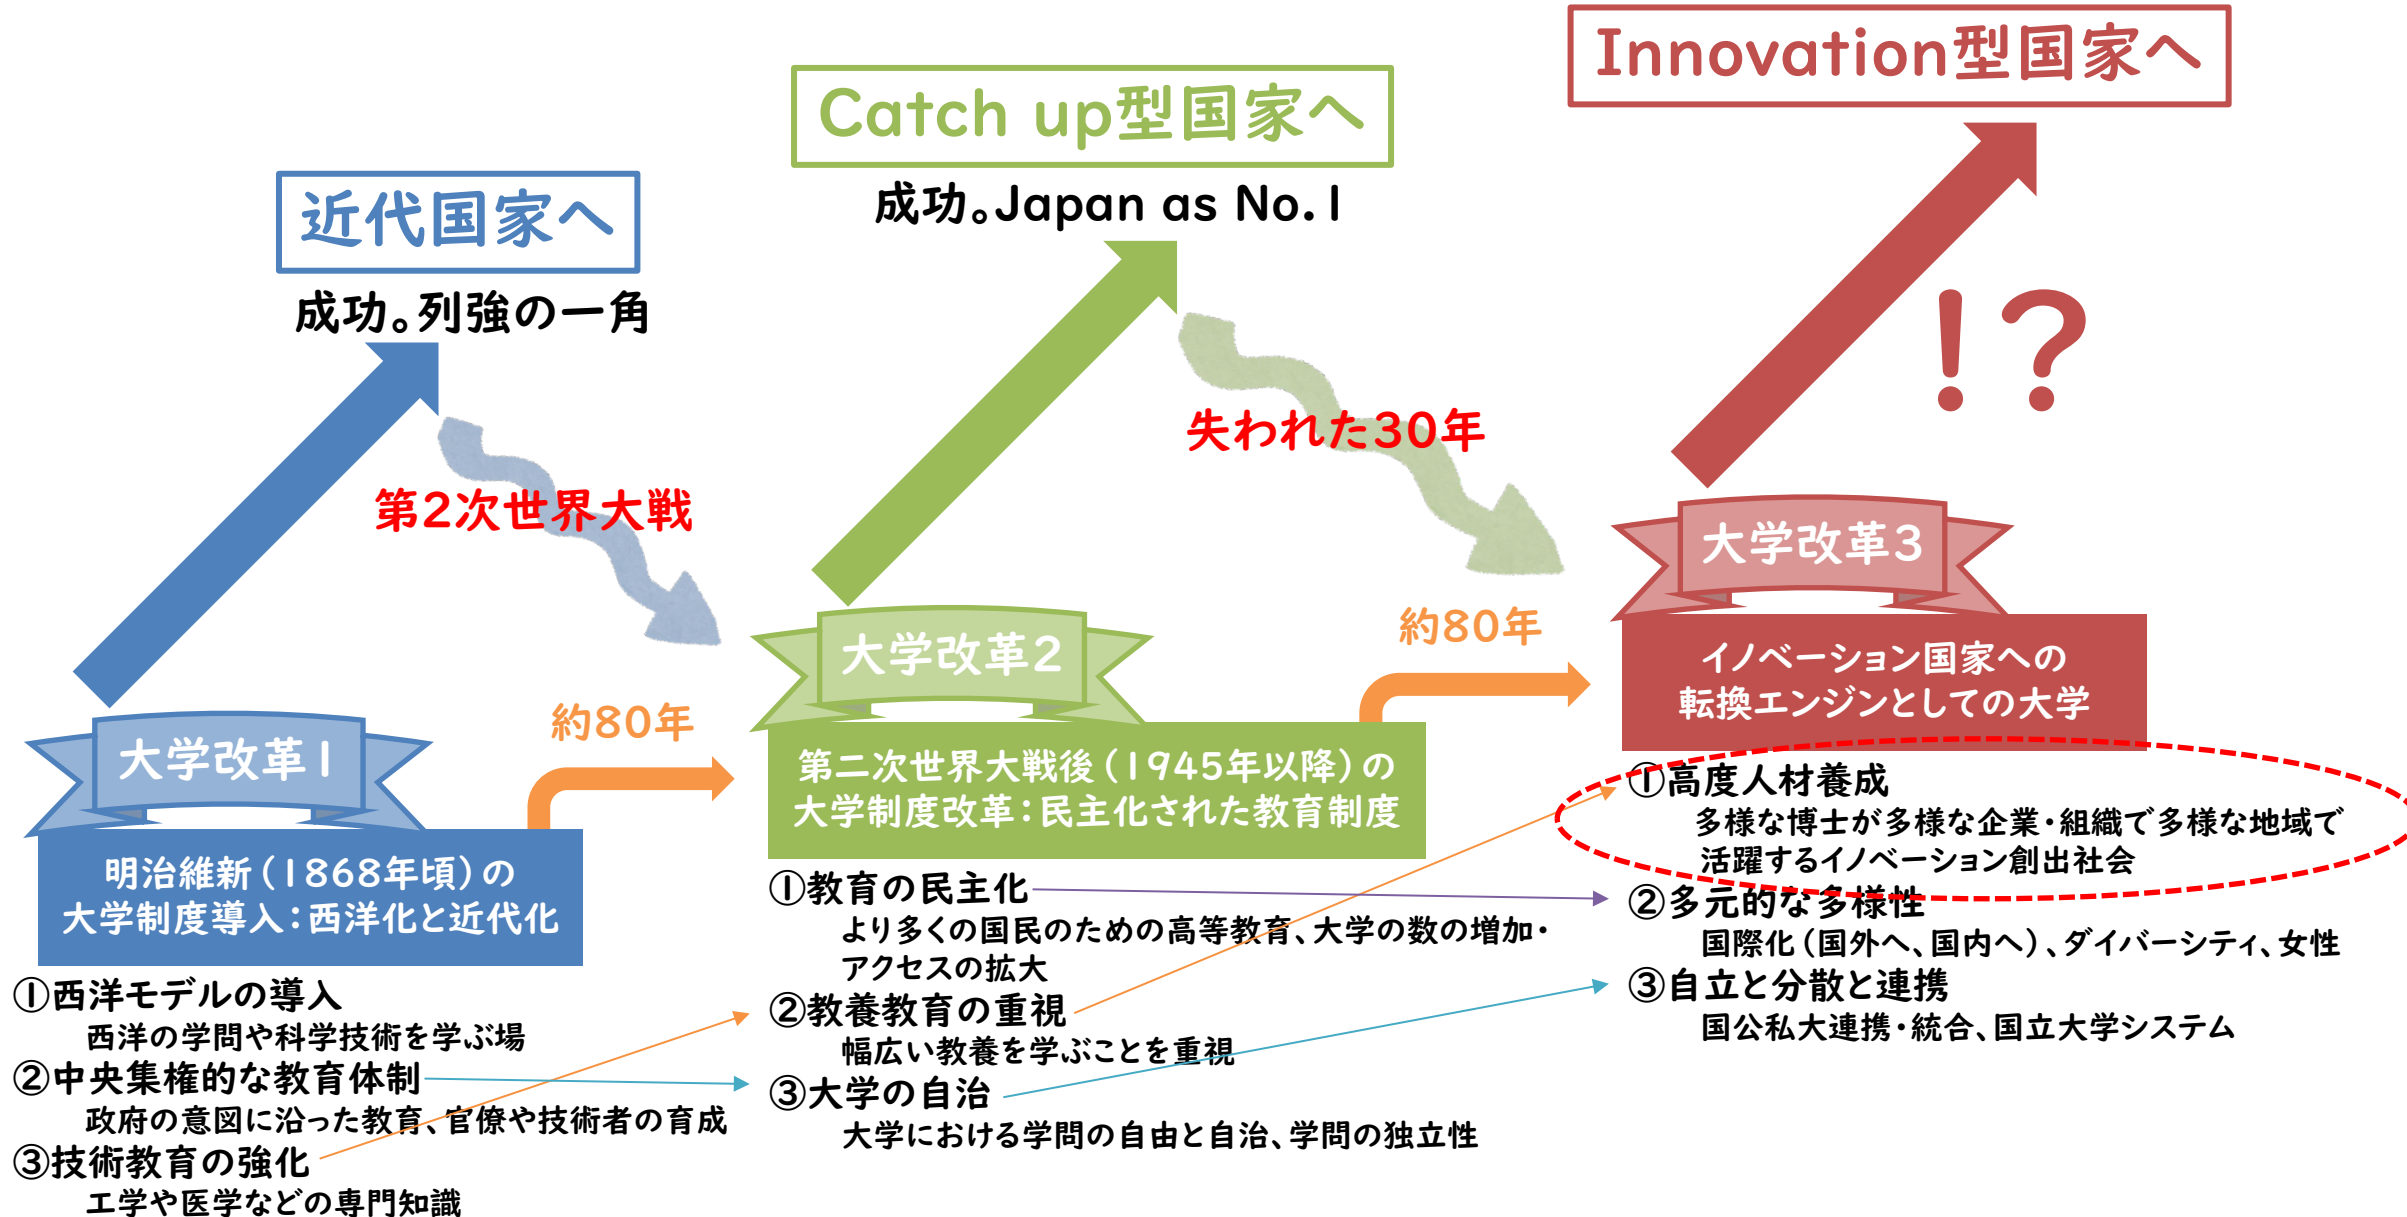 近代国家へ
成功。列強の一角
第2次世界大戦
大学改革1
約80年
明治維新(1868年頃)の
大学制度導入:西洋化と近代化
①西洋モデルの導入
西洋の学問や科学技術を学ぶ場
②中央集権的な教育体制
政府の意図に沿った教育、官僚や技術者の育成
③技術教育の強化
工学や医学などの専門知識
Catch up型国家へ
成功。Japan as No.1
失われた30年
大学改革2
約80年
第二次世界大戦後(1945年以降)の
大学制度改革:民主化された教育制度
①教育の民主化
より多くの国民のための高等教育、大学の数の増加・
アクセスの拡大
②教養教育の重視
幅広い教養を学ぶことを重視
③大学の自治
大学における学問の自由と自治、学問の独立性
Innovation型国家へ
!?
大学改革3
イノベーション国家への
転換エンジンとしての大学
①高度人材養成
多様な博士が多様な企業・組織で多様な地域で
活躍するイノベーション創出社会
②多元的な多様性
国際化(国外へ、国内へ)、ダイバーシティ、女性
③自立と分散と連携
国公私大連携・統合、国立大学システム